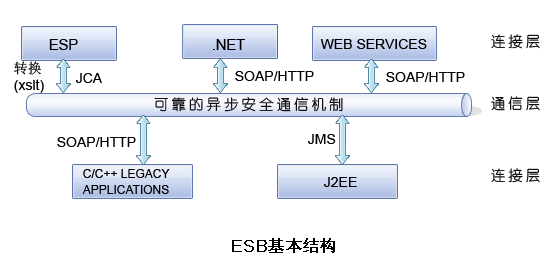 ESP
.NET
WEB SERVICES
连接层
转换
(xslt)
JCA
SOAP/HTTP
SOAP/HTTP
可靠的异步安全通信机制
通信层
SOAP/HTTP
JMS
C/C++ LEGACY
APPLICATIONS
J2EE
连接层
ESB基本结构